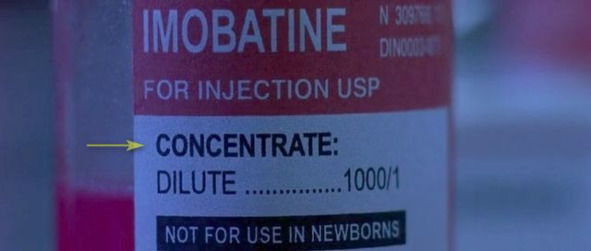 IMOBATINE
FOR INJECTION USP
CONCENTRATE:
DILUTE ...............1000/1
NOT FOR USE IN NEWBORNS